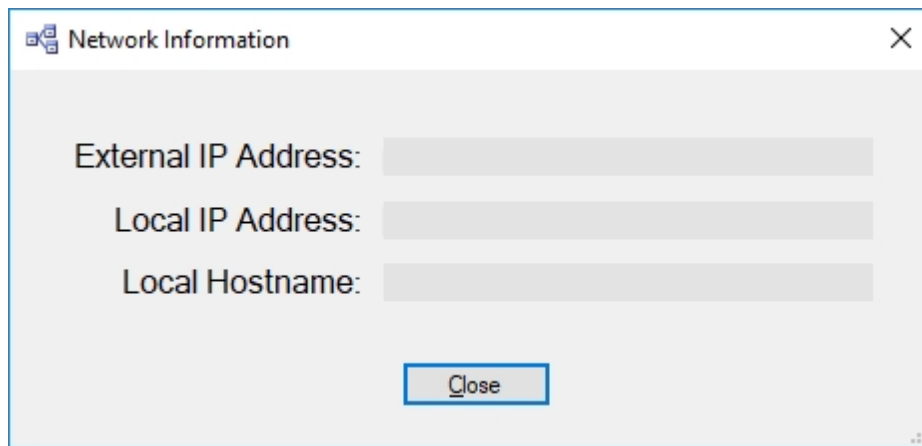 Network Information
External IP Address:
Local IP Address:
Local Hostname:
Close